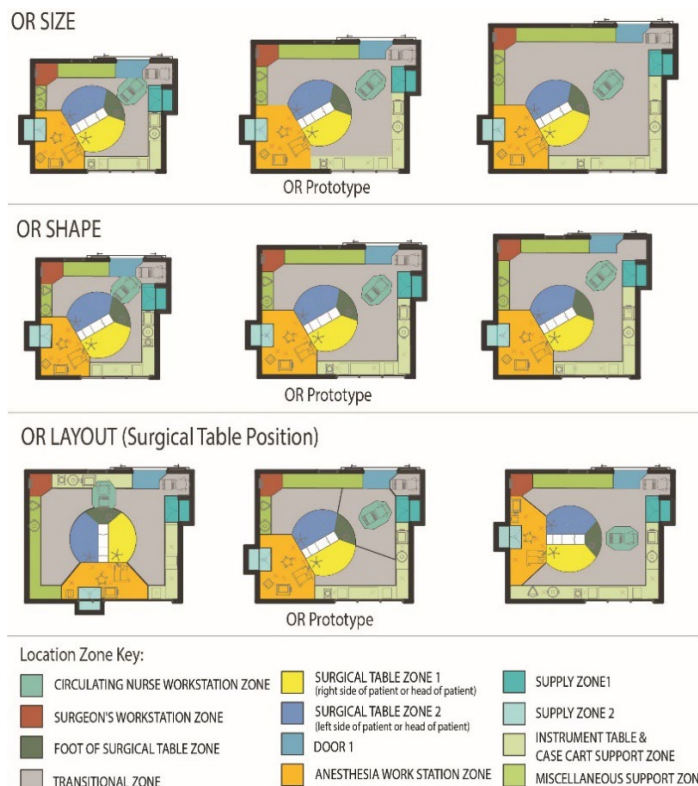 OR SIZE
OR Prototype
OR SHAPE
OR Prototype
OR LAYOUT (Surgical Table Position)
OR Prototype
Location Zone Key:
CIRCULATING NURSE WORKSTATION ZONE
SURGEON'S WORKSTATION ZONE
FOOT OF SURGICAL TABLE ZONE
TRANSITIONAL ZONE
SURGICAL TABLE ZONE 1
(right side of patient or head of patient)
SURGICAL TABLE ZONE 2
(left side of patient or head of patient)
DOOR 1
ANESTHESIA WORK STATION ZONE
SUPPLY ZONE1
SUPPLY ZONE 2
INSTRUMENT TABLE &
CASE CART SUPPORT ZONE
MISCELLANEOUS SUPPORT ZON